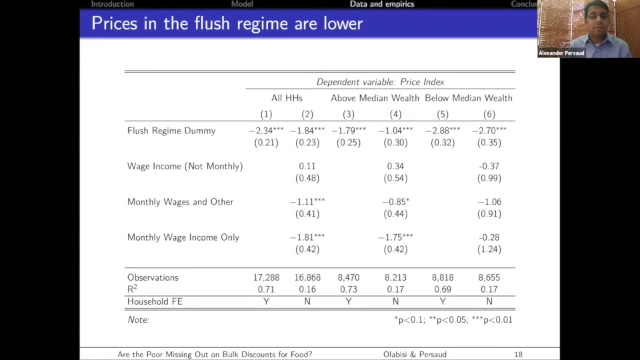 Introduction Model Data and empirics Conclu
Prices in the flush regime are lower
Alexander Persaud
Dependent variable: Price Index
All HHs Above Median Wealth Below Median Wealth
(1) (2) (3) (4) (5) (6)
Flush Regime Dummy −2.34*** −1.84*** −1.79*** −1.04*** −2.88*** −2.70***
(0.21) (0.23) (0.25) (0.30) (0.32) (0.35)
Wage Income (Not Monthly) 0.11 0.34 -0.37
(0.48) (0.54) (0.99)
Monthly Wages and Other −1.11*** −0.85* −1.06
(0.41) (0.44) (0.91)
Monthly Wage Income Only −1.81*** −1.75*** −0.28
(0.42) (0.42) (1.24)
Observations 17,288 16,868 8,470 8,213 8,818 8,655
R2 0.71 0.16 0.73 0.17 0.69 0.17
Household FE Y N Y N Y N
Note: *p<0.1; **p<0.05; ***p<0.01
Are the Poor Missing Out on Bulk Discounts for Food? Olabisi & Persaud 18